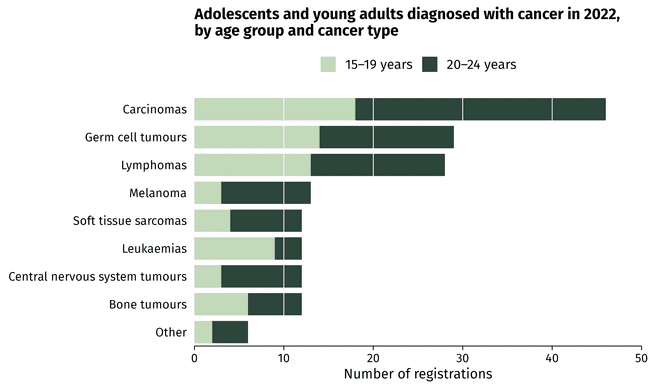 Adolescents and young adults diagnosed with cancer in 2022,
by age group and cancer type
15–19 years 20–24 years
Carcinomas
Germ cell tumours
Lymphomas
Melanoma
Soft tissue sarcomas
Leukaemias
Central nervous system tumours
Bone tumours
Other
0 10 20 30 40 50
Number of registrations